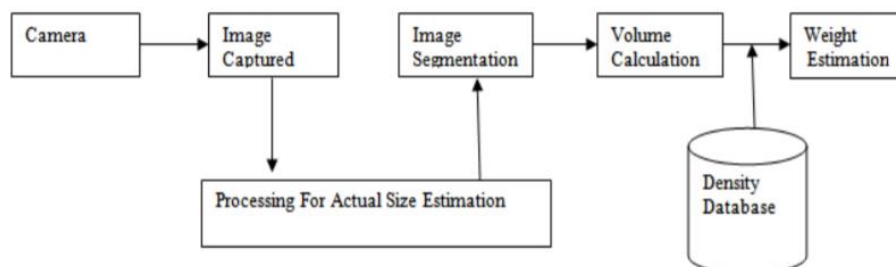 Camera
Image
Captured
Image
Segmentation
Volume
Calculation
Weight
Estimation
Processing For Actual Size Estimation
Density
Database